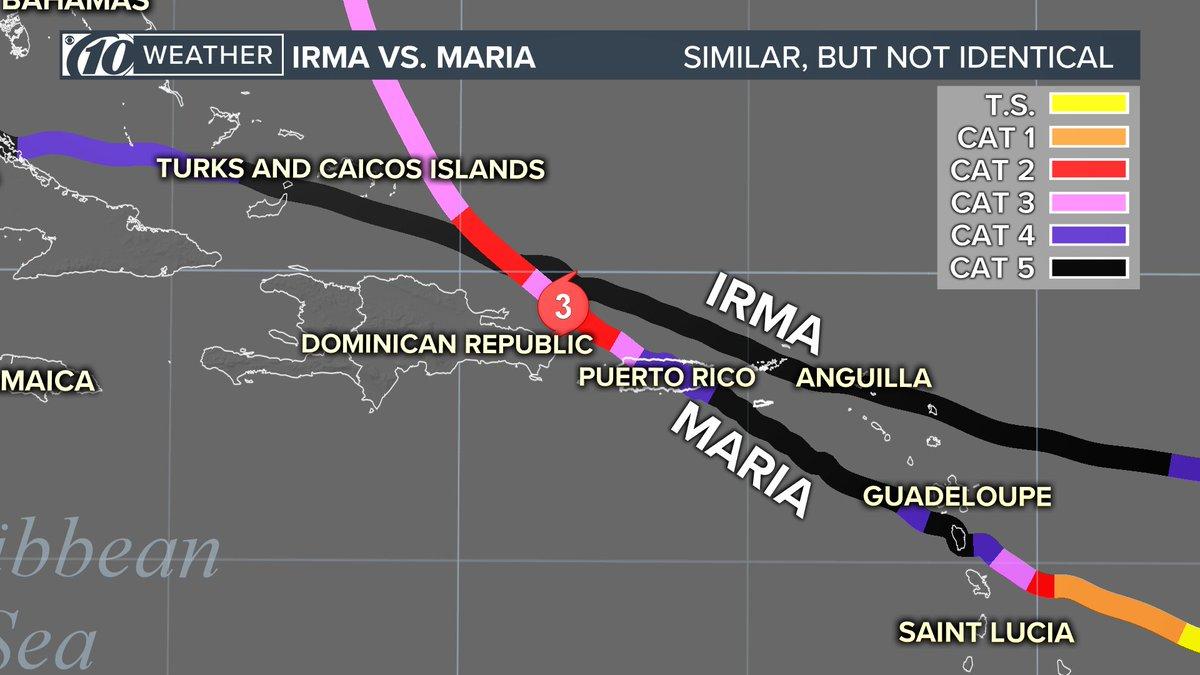 BAHAMAS
10 WEATHER IRMA VS. MARIA SIMILAR, BUT NOT IDENTICAL
T.S.
CAT 1
CAT 2
CAT 3
CAT 4
CAT 5
TURKS AND CAICOS ISLANDS
IRMA
3
DOMINICAN REPUBLIC
MAICA
PUERTO RICO
ANGUILLA
MARIA
GUADELOUPE
ibbean
Sea
SAINT LUCIA